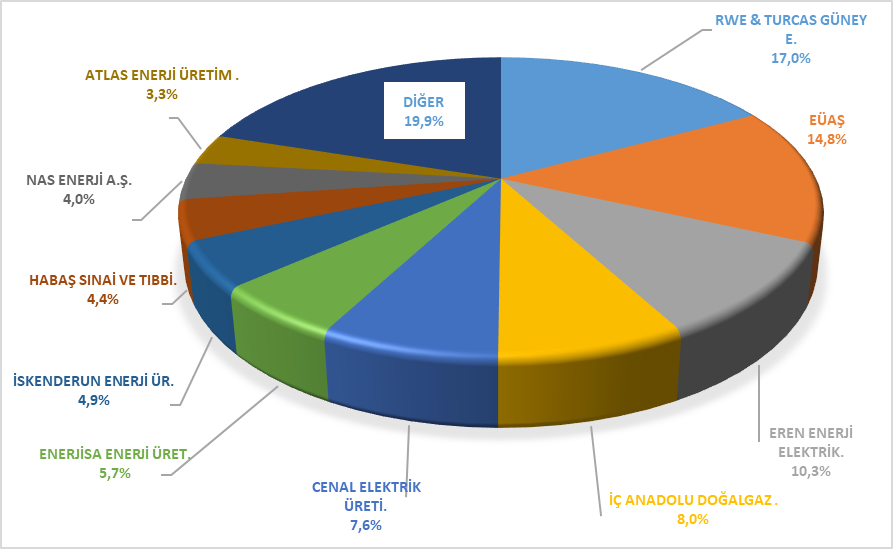 RWE & TURCAS GÜNEY
E.
17,0%
EÜAŞ
14,8%
EREN ENERJİ
ELEKTRİK.
10,3%
İÇ ANADOLU DOĞALGAZ .
8,0%
CENAL ELEKTRİK
ÜRETİ.
7,6%
ENERJİSA ENERJİ ÜRET.
5,7%
İSKENDERUN ENERJİ ÜR.
4,9%
HABAŞ SINAİ VE TIBBİ.
4,4%
NAS ENERJİ A.Ş.
4,0%
ATLAS ENERJİ ÜRETİM .
3,3%
DİĞER
19,9%